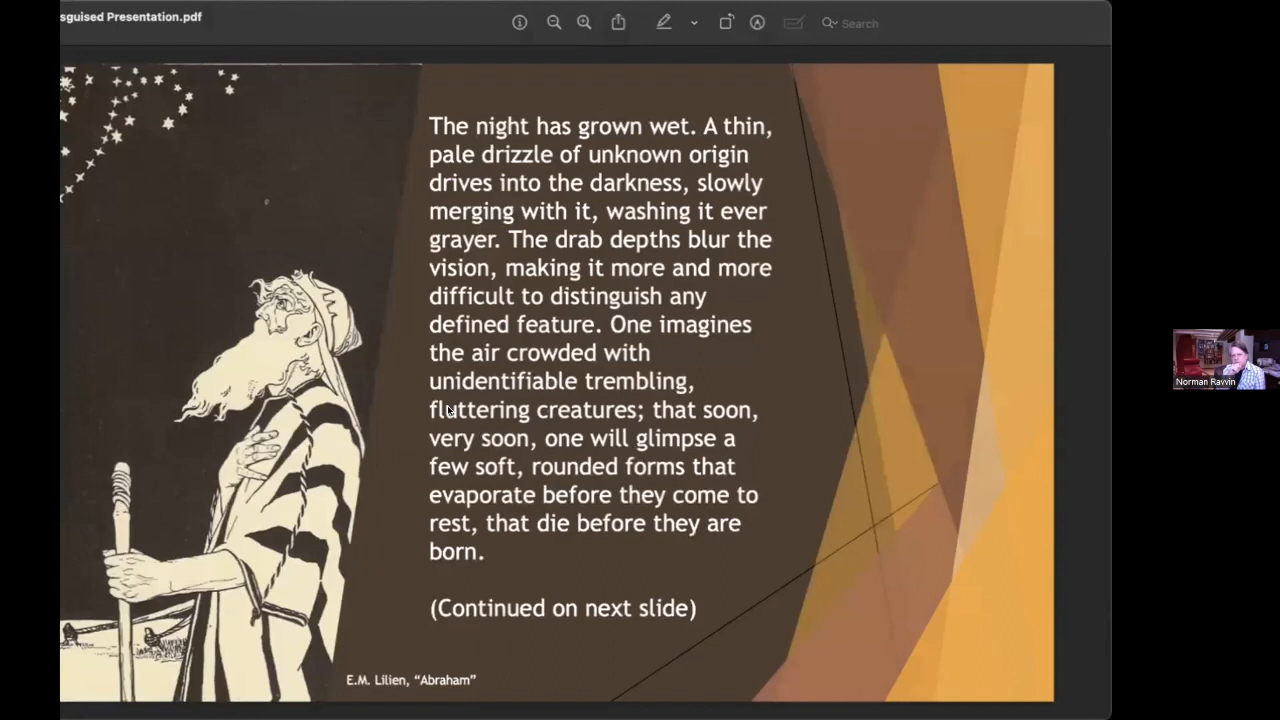 sguised Presentation.pdf
Search
The night has grown wet. A thin,
pale drizzle of unknown origin
drives into the darkness, slowly
merging with it, washing it ever
grayer. The drab depths blur the
vision, making it more and more
difficult to distinguish any
defined feature. One imagines
the air crowded with
unidentifiable trembling,
fluttering creatures; that soon,
very soon, one will glimpse a
few soft, rounded forms that
evaporate before they come to
rest, that die before they are
born.
(Continued on next slide)
E.M. Lilien, “Abraham”
Norman Ravvin